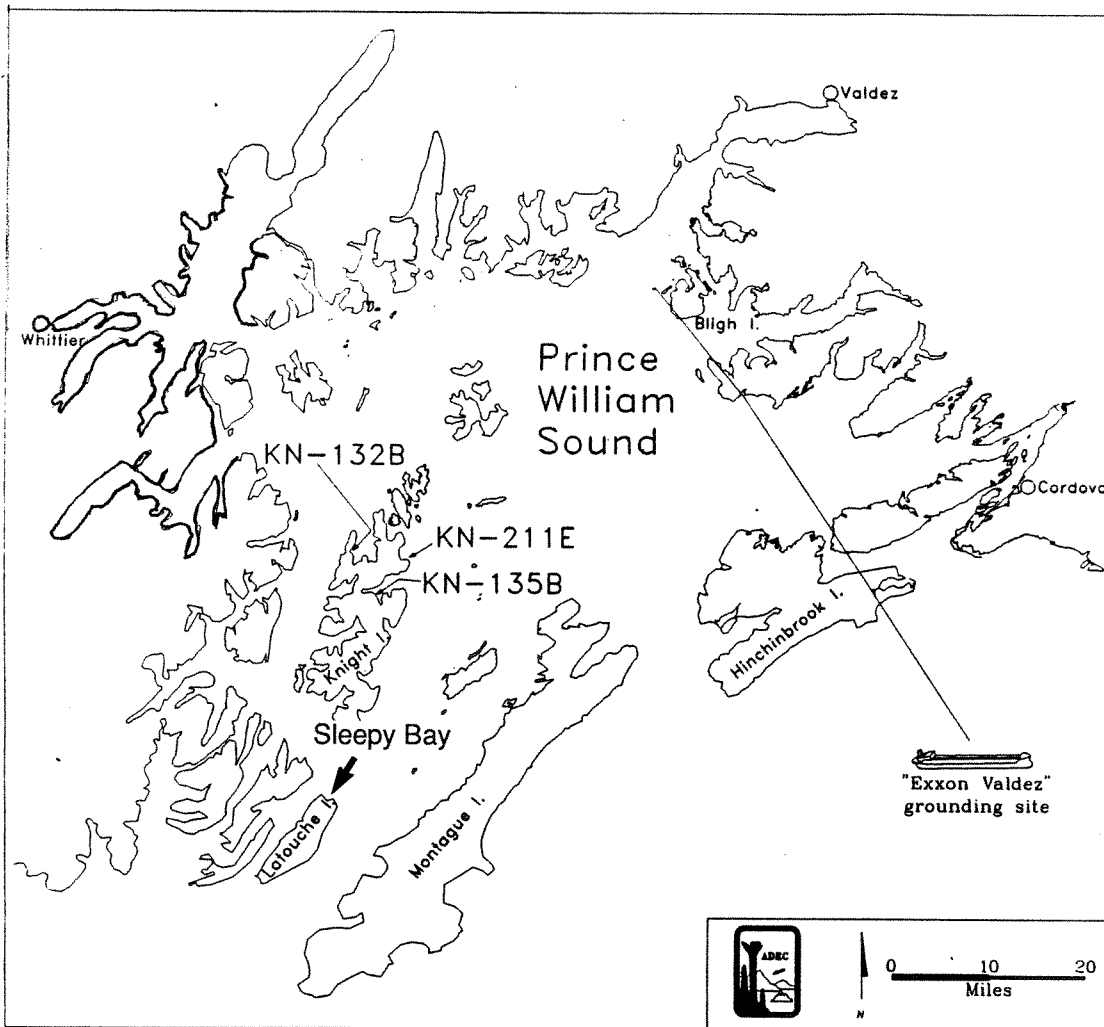 Valdez
Whittier
Bligh I.
Prince
William
Sound
KN-132B
Cordova
KN-211E
KN-135B
Hinchinbrook I.
Knight I.
Sleepy Bay
"Exxon Valdez"
grounding site
Latouche I.
Montague I.
ADEC
0 10 20
Miles
N